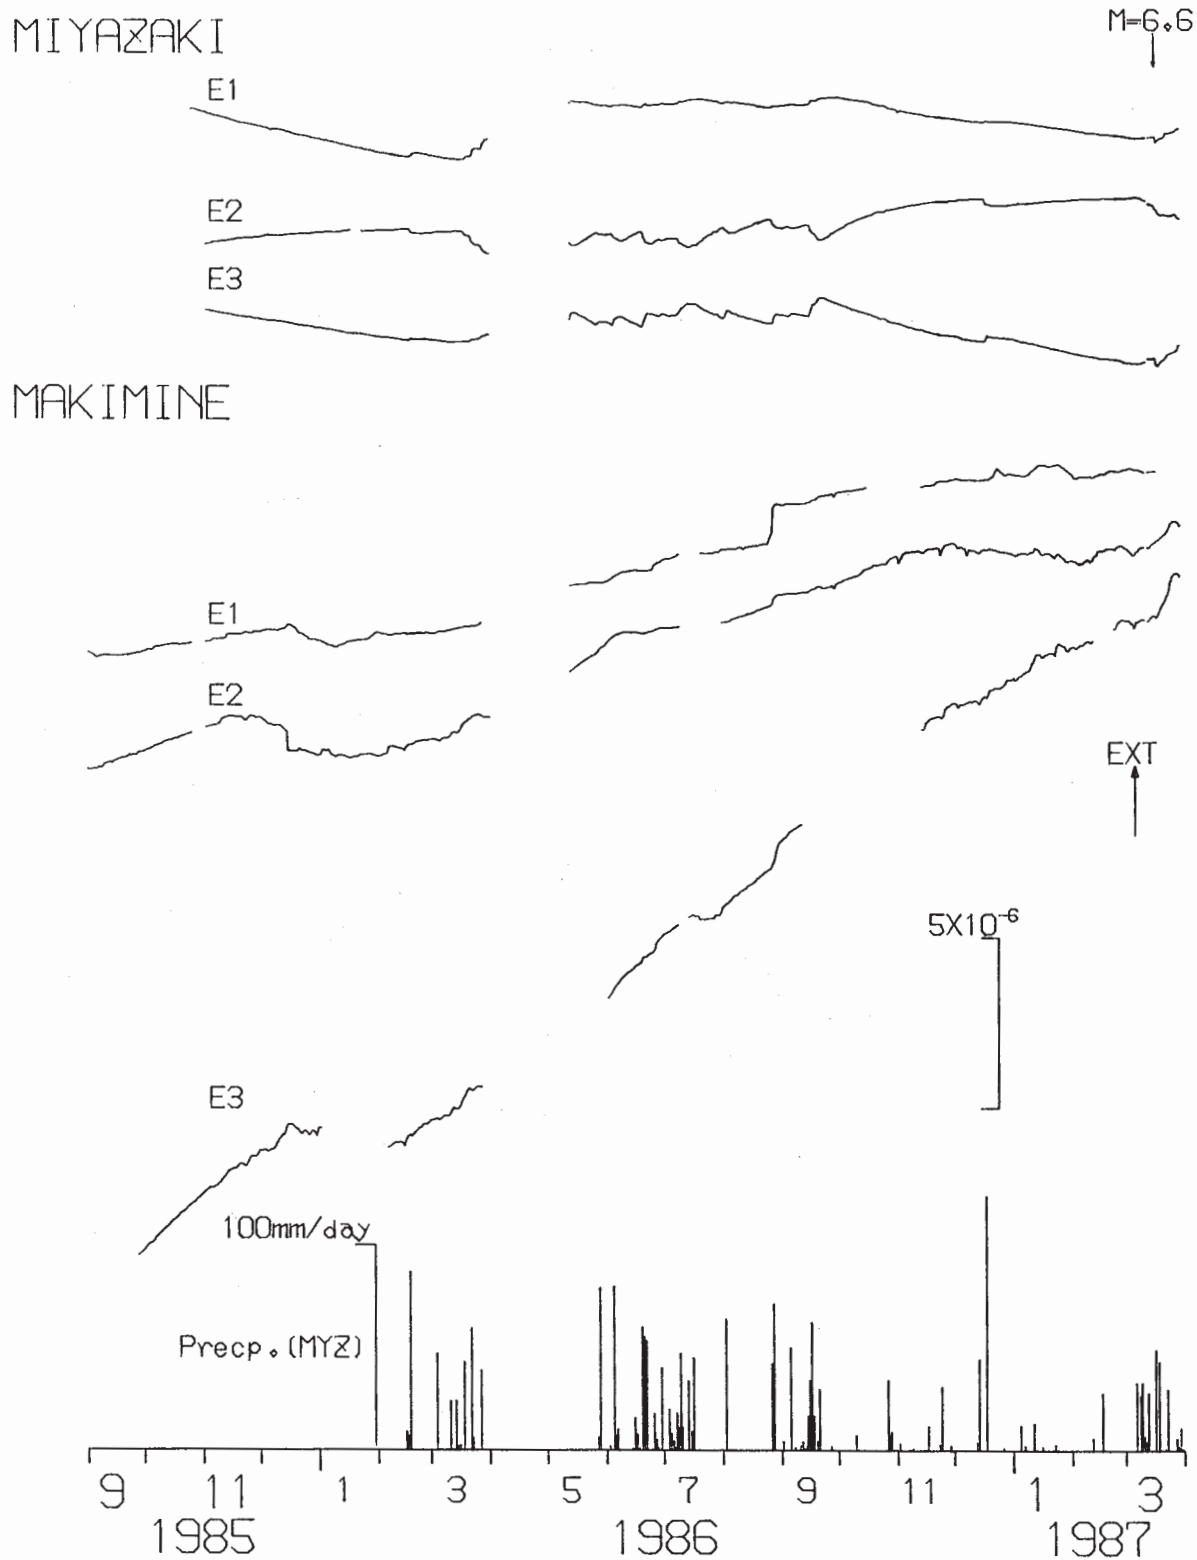 MIYAZAKI
M=6.6
E1
E2
E3
MAKIMINE
E1
E2
EXT
5X10⁻⁶
E3
100mm/day
Precp.(MYZ)
9 11 1 3 5 7 9 11 1 3
1985 1986 1987